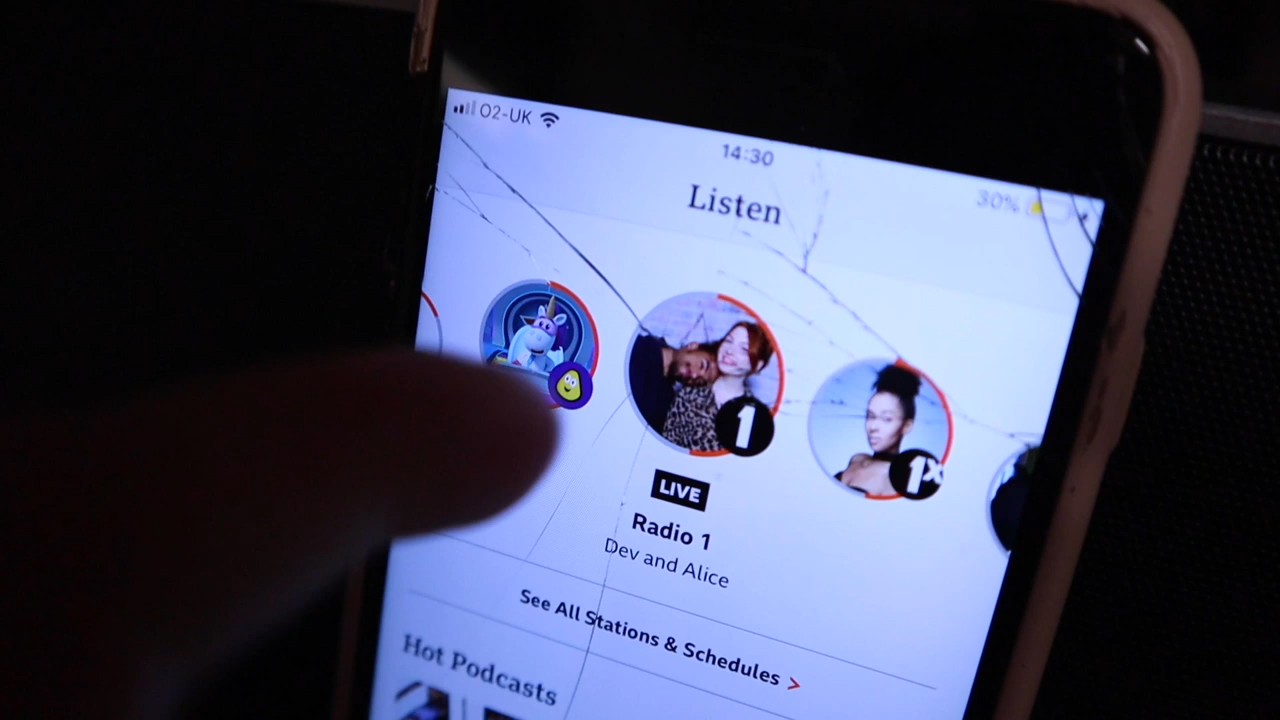 O2-UK
14:30
30%
Listen
1
1X
LIVE
Radio 1
Dev and Alice
See All Stations & Schedules >
Hot Podcasts